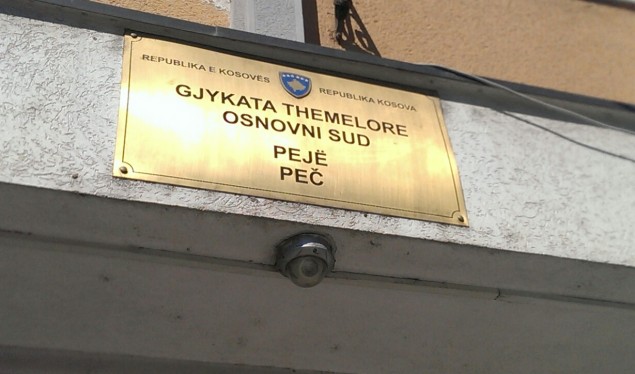 REPUBLIKA E KOSOVËS REPUBLIKA KOSOVA
GJYKATA THEMELORE
OSNOVNI SUD
PEJË
PEČ